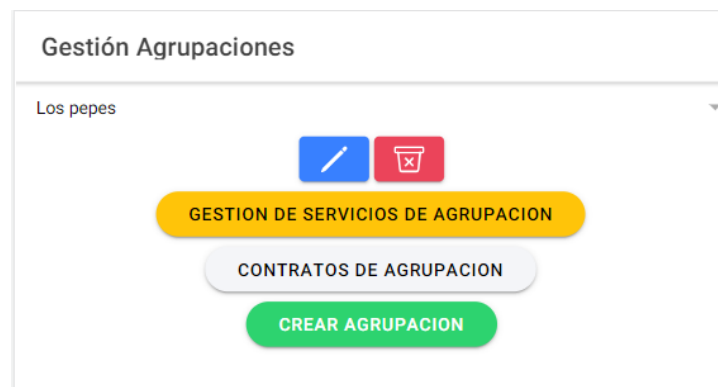 Gestión Agrupaciones
Los pepes
GESTION DE SERVICIOS DE AGRUPACION
CONTRATOS DE AGRUPACION
CREAR AGRUPACION